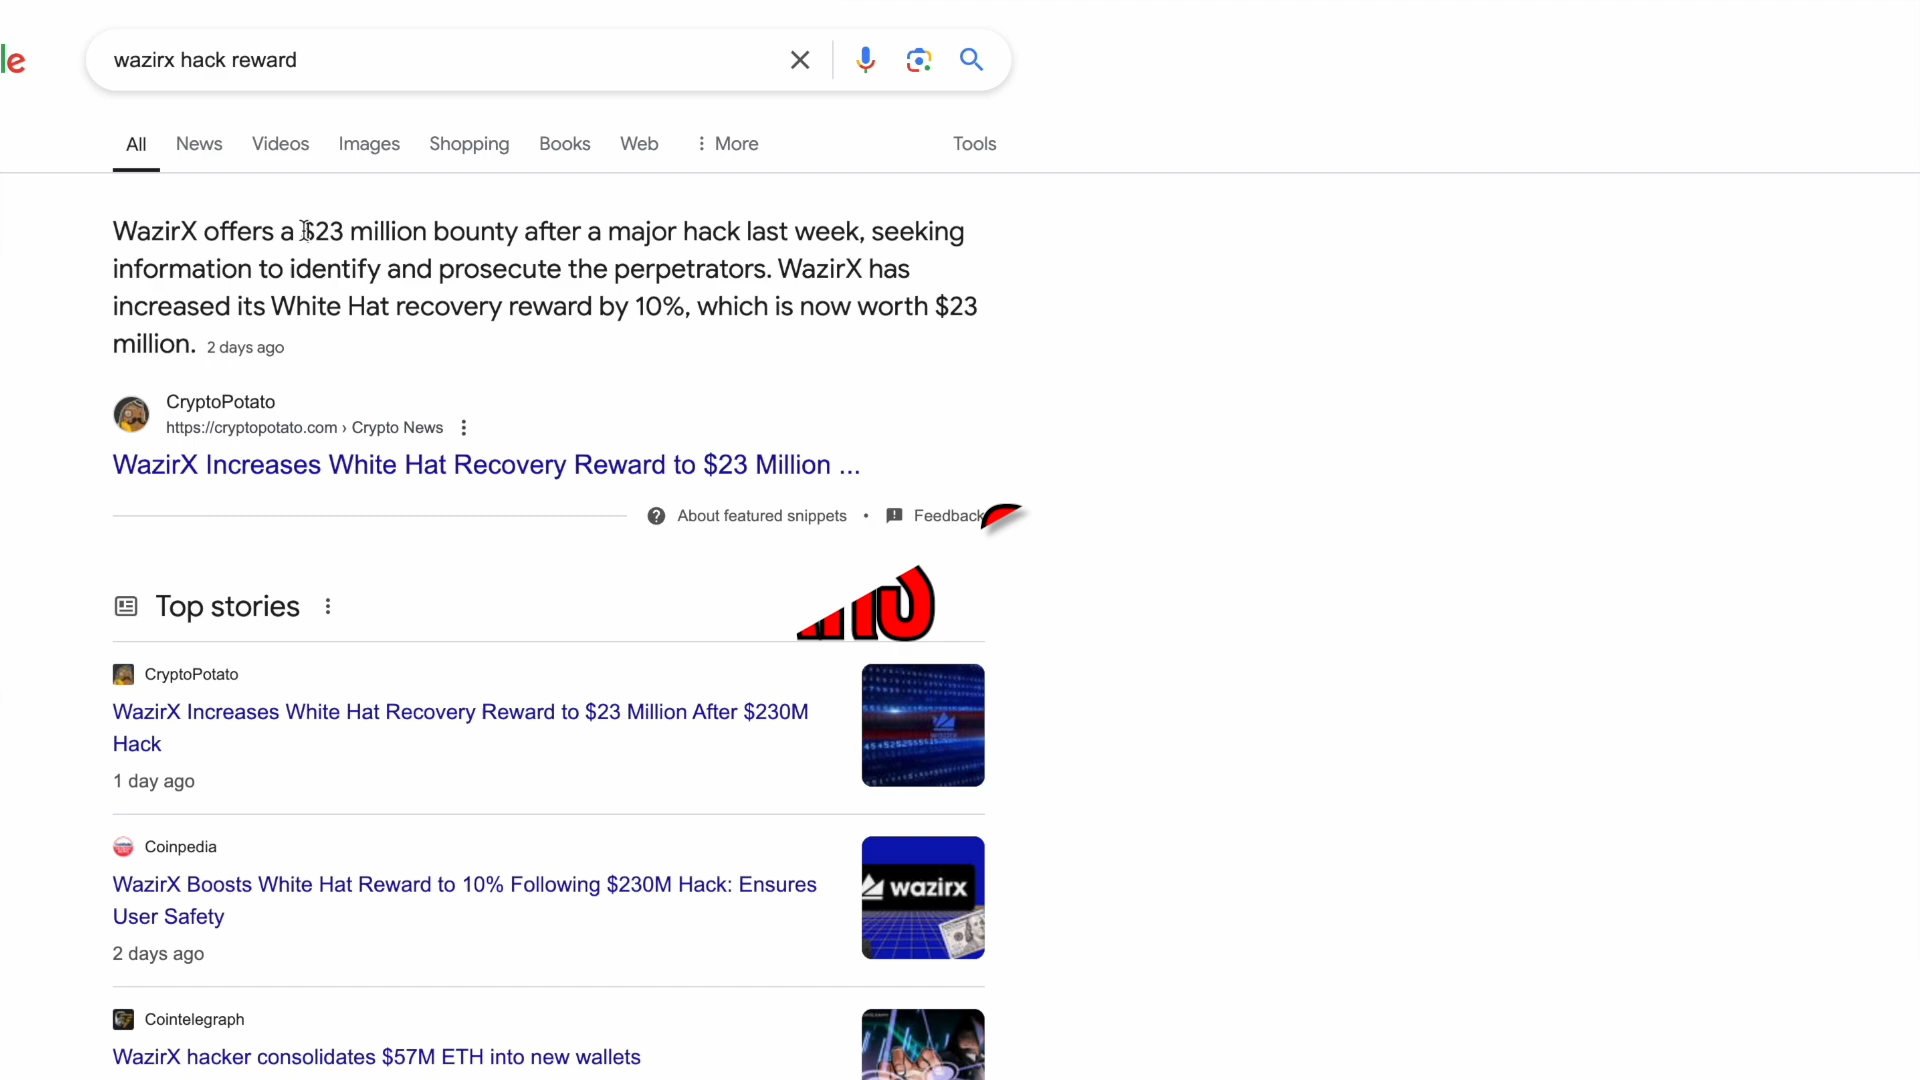 le
wazirx hack reward
All News Videos Images Shopping Books Web More Tools
WazirX offers a $23 million bounty after a major hack last week, seeking
information to identify and prosecute the perpetrators. WazirX has
increased its White Hat recovery reward by 10%, which is now worth $23
million. 2 days ago
CryptoPotato
https://cryptopotato.com › Crypto News
WazirX Increases White Hat Recovery Reward to $23 Million ...
About featured snippets • Feedback
Top stories
CryptoPotato
WazirX Increases White Hat Recovery Reward to $23 Million After $230M
Hack
1 day ago
Coinpedia
WazirX Boosts White Hat Reward to 10% Following $230M Hack: Ensures
User Safety
wazirx
2 days ago
Cointelegraph
WazirX hacker consolidates $57M ETH into new wallets